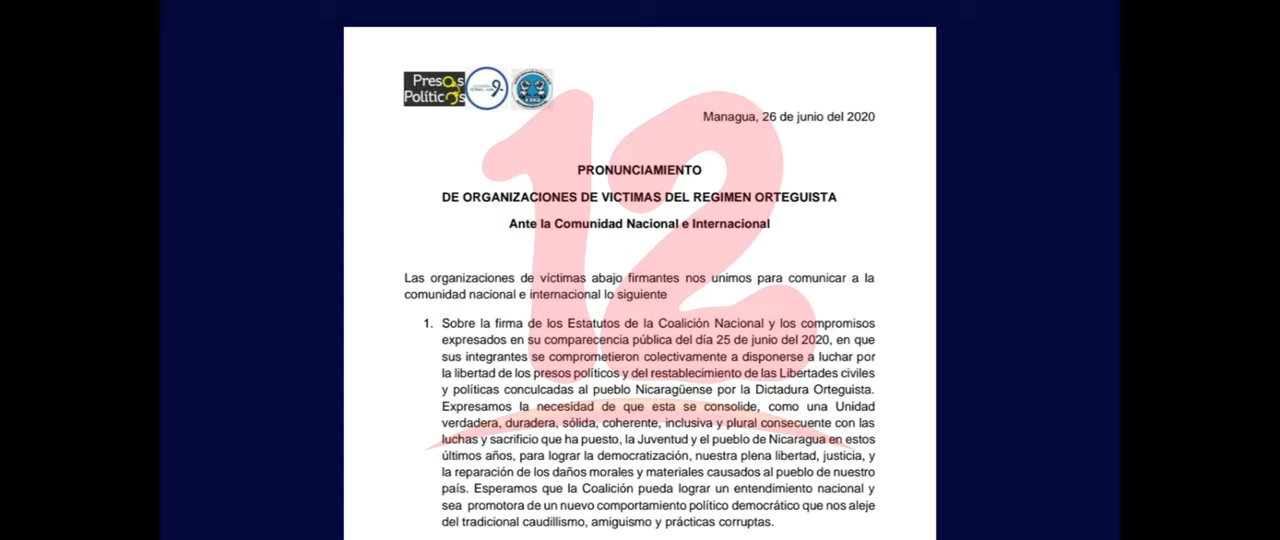 Presos
Políticos
Managua, 26 de junio del 2020
12
PRONUNCIAMIENTO
DE ORGANIZACIONES DE VICTIMAS DEL REGIMEN ORTEGUISTA
Ante la Comunidad Nacional e Internacional
Las organizaciones de víctimas abajo firmantes nos unimos para comunicar a la
comunidad nacional e internacional lo siguiente
1. Sobre la firma de los Estatutos de la Coalición Nacional y los compromisos
expresados en su comparecencia pública del día 25 de junio del 2020, en que
sus integrantes se comprometieron colectivamente a disponerse a luchar por
la libertad de los presos políticos y del restablecimiento de las Libertades civiles
y políticas conculcadas al pueblo Nicaragüense por la Dictadura Orteguista.
Expresamos la necesidad de que esta se consolide, como una Unidad
verdadera, duradera, sólida, coherente, inclusiva y plural consecuente con las
luchas y sacrificio que ha puesto, la Juventud y el pueblo de Nicaragua en estos
últimos años, para lograr la democratización, nuestra plena libertad, justicia, y
la reparación de los daños morales y materiales causados al pueblo de nuestro
país. Esperamos que la Coalición pueda lograr un entendimiento nacional y
sea promotora de un nuevo comportamiento político democrático que nos aleje
del tradicional caudillismo, amiguismo y prácticas corruptas.